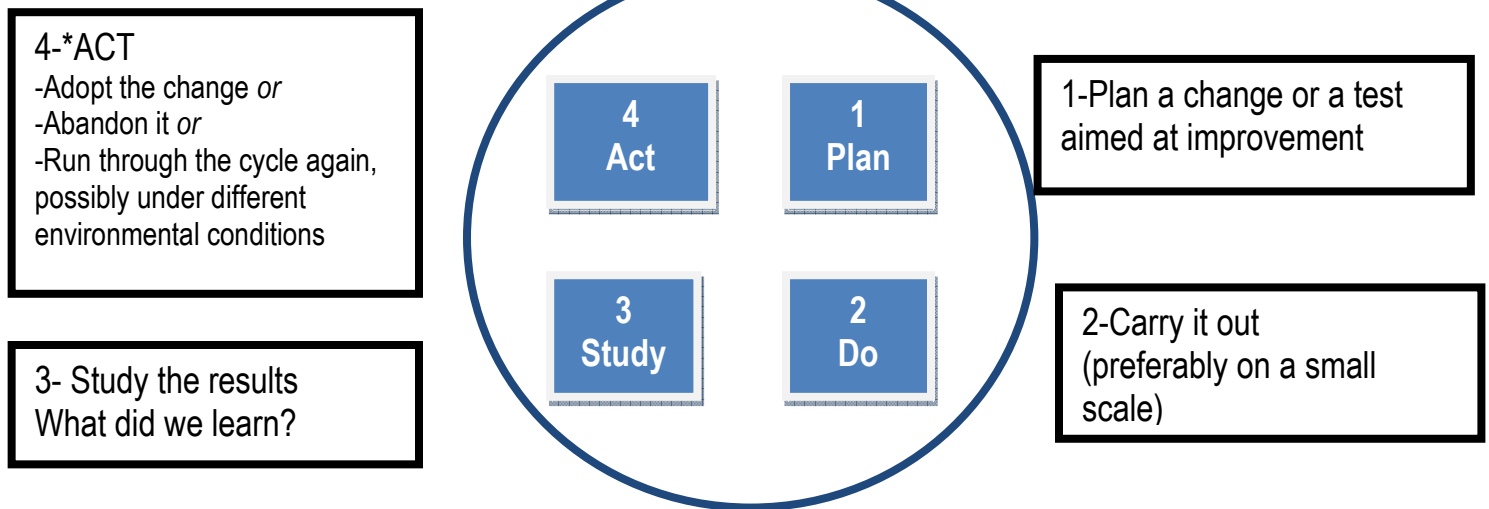 4-*ACT
-Adopt the change or
-Abandon it or
-Run through the cycle again,
possibly under different
environmental conditions
4
Act
1
Plan
1-Plan a change or a test
aimed at improvement
3
Study
2
Do
2-Carry it out
(preferably on a small
scale)
3- Study the results
What did we learn?